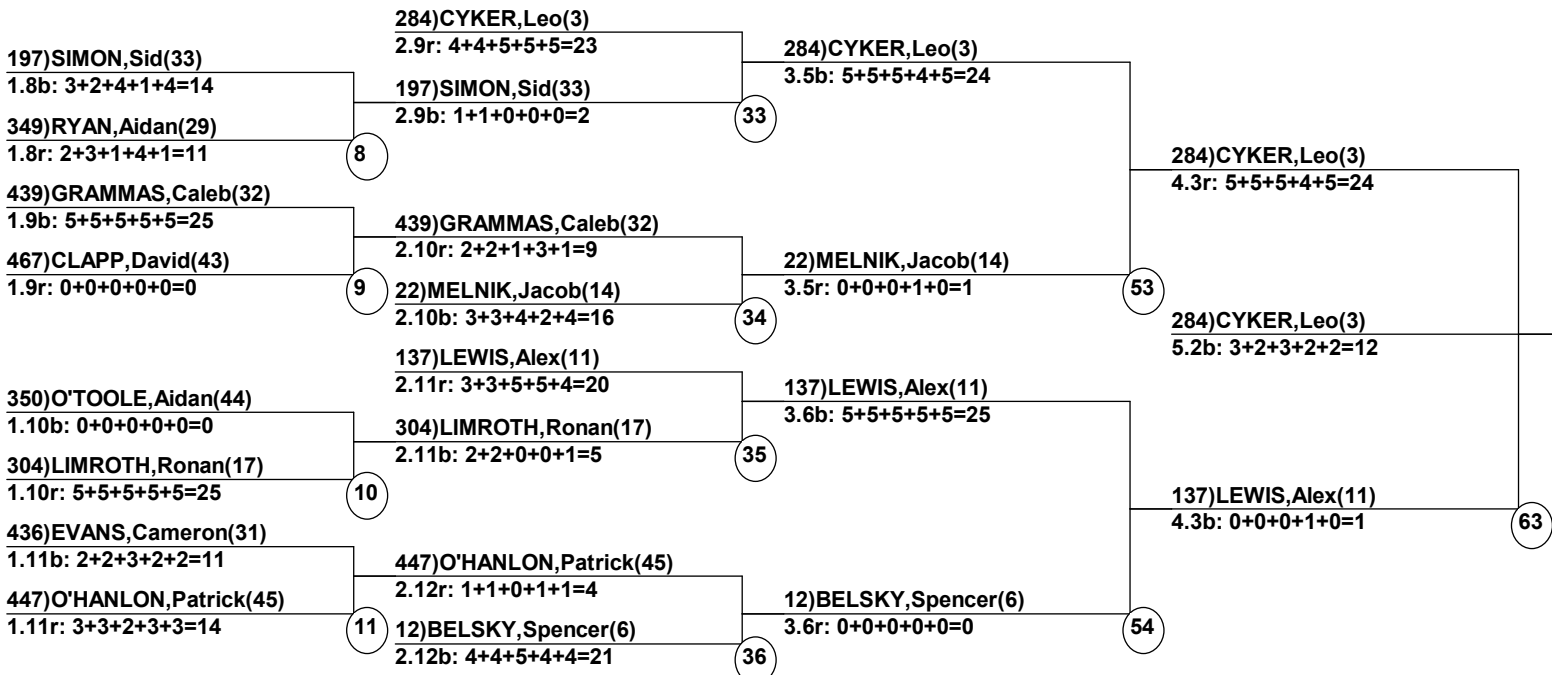 197)SIMON,Sid(33)
1.8b: 3+2+4+1+4=14
349)RYAN,Aidan(29)
1.8r: 2+3+1+4+1=11
8
439)GRAMMAS,Caleb(32)
1.9b: 5+5+5+5+5=25
467)CLAPP,David(43)
1.9r: 0+0+0+0+0=0
9
350)O'TOOLE,Aidan(44)
1.10b: 0+0+0+0+0=0
304)LIMROTH,Ronan(17)
1.10r: 5+5+5+5+5=25
10
436)EVANS,Cameron(31)
1.11b: 2+2+3+2+2=11
447)O'HANLON,Patrick(45)
1.11r: 3+3+2+3+3=14
11
284)CYKER,Leo(3)
2.9r: 4+4+5+5+5=23
197)SIMON,Sid(33)
2.9b: 1+1+0+0+0=2
33
439)GRAMMAS,Caleb(32)
2.10r: 2+2+1+3+1=9
22)MELNIK,Jacob(14)
2.10b: 3+3+4+2+4=16
34
137)LEWIS,Alex(11)
2.11r: 3+3+5+5+4=20
304)LIMROTH,Ronan(17)
2.11b: 2+2+0+0+1=5
35
447)O'HANLON,Patrick(45)
2.12r: 1+1+0+1+1=4
12)BELSKY,Spencer(6)
2.12b: 4+4+5+4+4=21
36
284)CYKER,Leo(3)
3.5b: 5+5+5+4+5=24
22)MELNIK,Jacob(14)
3.5r: 0+0+0+1+0=1
53
137)LEWIS,Alex(11)
3.6b: 5+5+5+5+5=25
12)BELSKY,Spencer(6)
3.6r: 0+0+0+0+0=0
54
284)CYKER,Leo(3)
4.3r: 5+5+5+4+5=24
284)CYKER,Leo(3)
5.2b: 3+2+3+2+2=12
137)LEWIS,Alex(11)
4.3b: 0+0+0+1+0=1
63